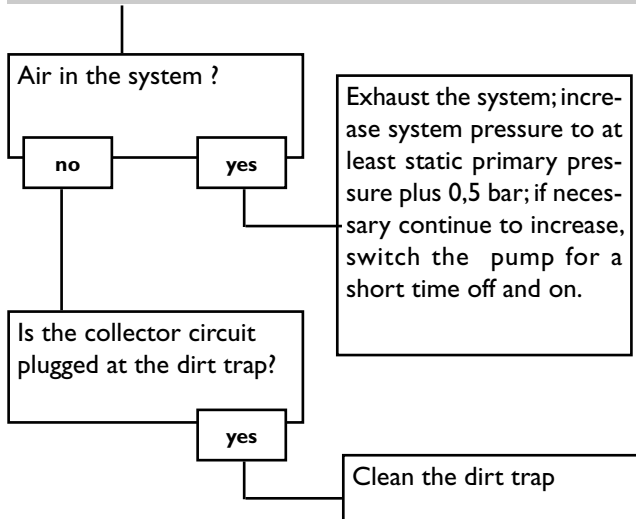 Air in the system ?
no
yes
Exhaust the system; incre-
ase system pressure to at
least static primary pres-
sure plus 0,5 bar; if neces-
sary continue to increase,
switch the pump for a
short time off and on.
Is the collector circuit
plugged at the dirt trap?
yes
Clean the dirt trap